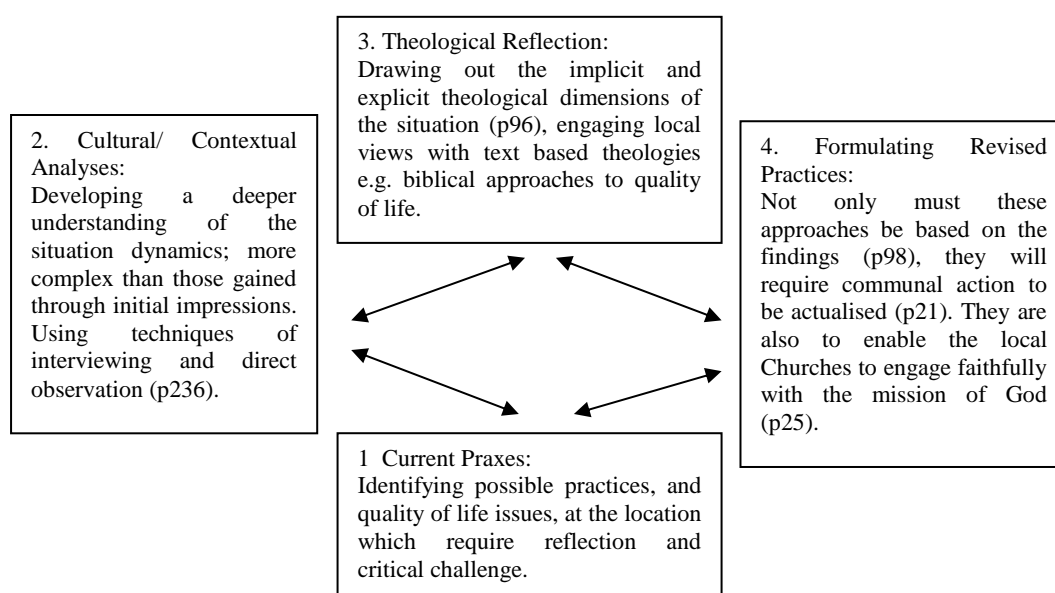 3. Theological Reflection:
Drawing out the implicit and
explicit theological dimensions of
the situation (p96), engaging local
views with text based theologies
e.g. biblical approaches to quality
of life.
2. Cultural/ Contextual
Analyses:
Developing a deeper
understanding of the
situation dynamics; more
complex than those gained
through initial impressions.
Using techniques of
interviewing and direct
observation (p236).
4. Formulating Revised
Practices:
Not only must these
approaches be based on the
findings (p98), they will
require communal action to
be actualised (p21). They are
also to enable the local
Churches to engage faithfully
with the mission of God
(p25).
1 Current Praxes:
Identifying possible practices, and
quality of life issues, at the location
which require reflection and
critical challenge.